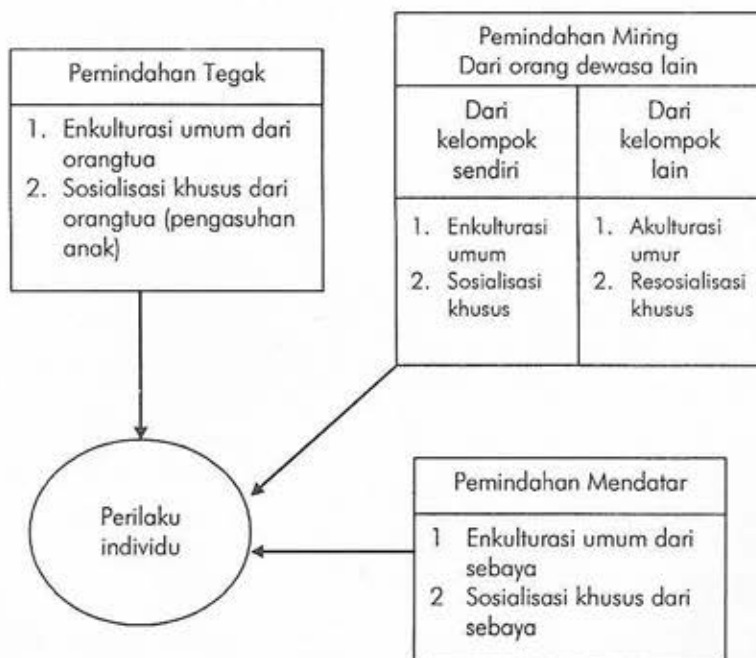 Pemindahan Tegak
1. Enkulturasi umum dari
orangtua
2. Sosialisasi khusus dari
orangtua (pengasuhan
anak)
Pemindahan Miring
Dari orang dewasa lain
Dari
kelompok
sendiri
Dari
kelompok
lain
1. Enkulturasi
umum
2. Sosialisasi
khusus
1. Akulturasi
umur
2. Resosialisasi
khusus
Perilaku
individu
Pemindahan Mendatar
1 Enkulturasi umum dari
sebaya
2 Sosialisasi khusus dari
sebaya